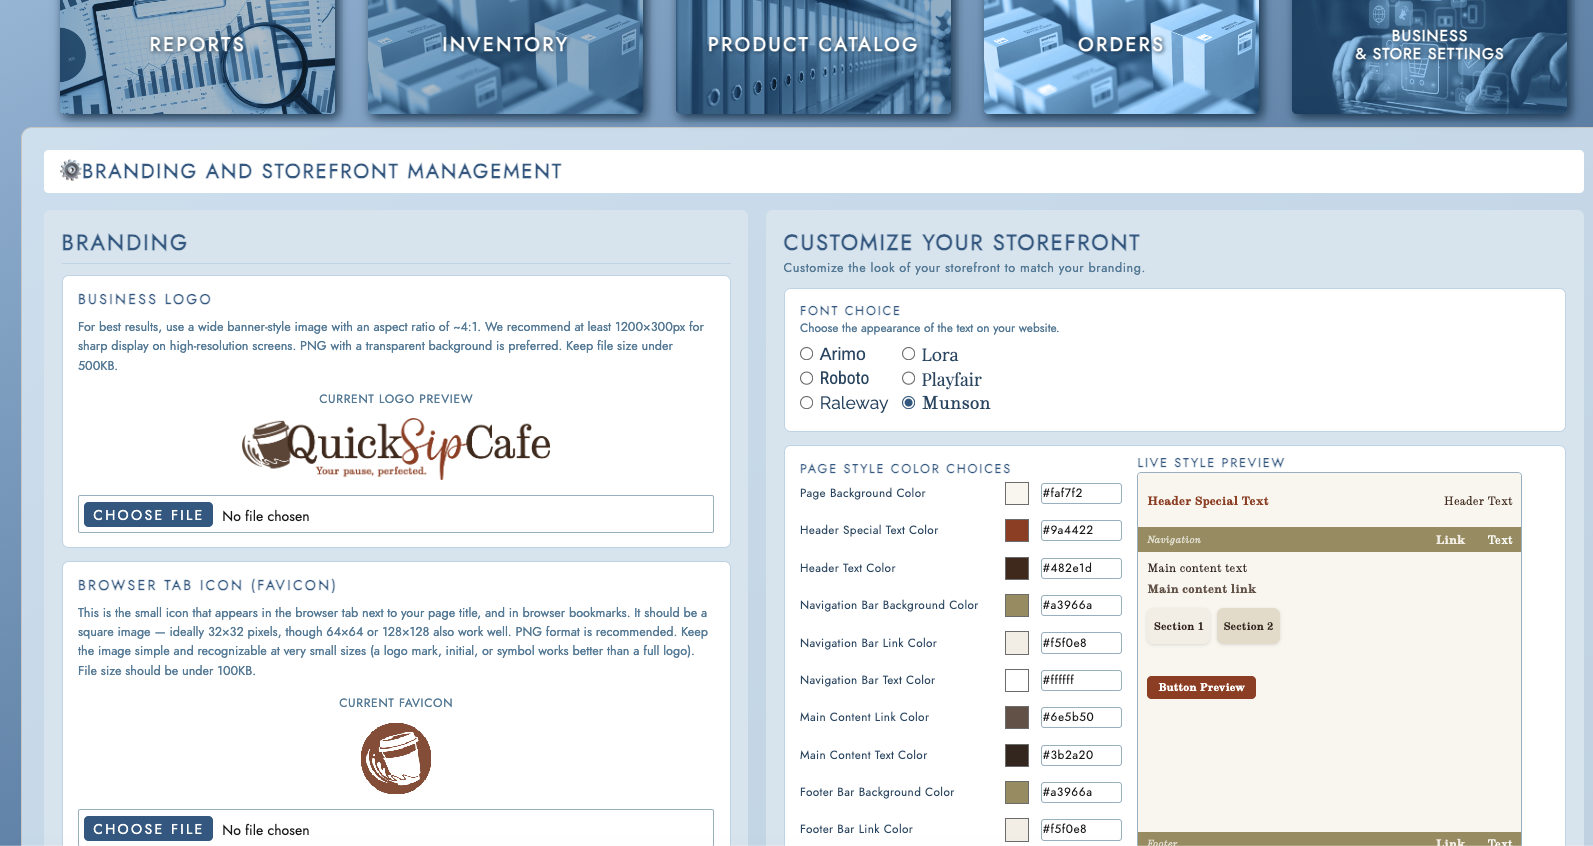 REPORTS
INVENTORY
PRODUCT CATALOG
ORDERS
BUSINESS
& STORE SETTINGS
BRANDING AND STOREFRONT MANAGEMENT
BRANDING
BUSINESS LOGO
For best results, use a wide banner-style image with an aspect ratio of ~4:1. We recommend at least 1200×300px for
sharp display on high-resolution screens. PNG with a transparent background is preferred. Keep file size under
500KB.
CURRENT LOGO PREVIEW
QuickSipCafe
Your pause, perfected.
CHOOSE FILE No file chosen
BROWSER TAB ICON (FAVICON)
This is the small icon that appears in the browser tab next to your page title, and in browser bookmarks. It should be a
square image — ideally 32×32 pixels, though 64×64 or 128×128 also work well. PNG format is recommended. Keep
the image simple and recognizable at very small sizes (a logo mark, initial, or symbol works better than a full logo).
File size should be under 100KB.
CURRENT FAVICON
CHOOSE FILE No file chosen
CUSTOMIZE YOUR STOREFRONT
Customize the look of your storefront to match your branding.
FONT CHOICE
Choose the appearance of the text on your website.
Arimo Lora
Roboto Playfair
Raleway Munson
PAGE STYLE COLOR CHOICES
Page Background Color #faf7f2
Header Special Text Color #9a4422
Header Text Color #482e1d
Navigation Bar Background Color #a3966a
Navigation Bar Link Color #f5f0e8
Navigation Bar Text Color #ffffff
Main Content Link Color #6e5b50
Main Content Text Color #3b2a20
Footer Bar Background Color #a3966a
Footer Bar Link Color #f5f0e8
LIVE STYLE PREVIEW
Header Special Text Header Text
Navigation Link Text
Main content text
Main content link
Section 1 Section 2
Button Preview
Footer Link Text